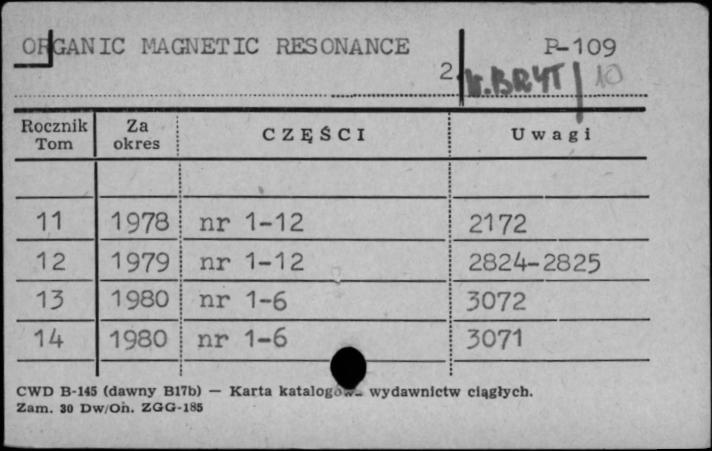 ORGANIC MAGNETIC RESONANCE P-109
2. W.BRYT 10
Rocznik Tom Za okres CZĘŚCI Uwagi
11 1978 nr 1-12 2172
12 1979 nr 1-12 2824-2825
13 1980 nr 1-6 3072
14 1980 nr 1-6 3071
CWD B-145 (dawny B17b) — Karta katalogowa wydawnictw ciągłych.
Zam. 30 Dw/Oh. ZGG-185